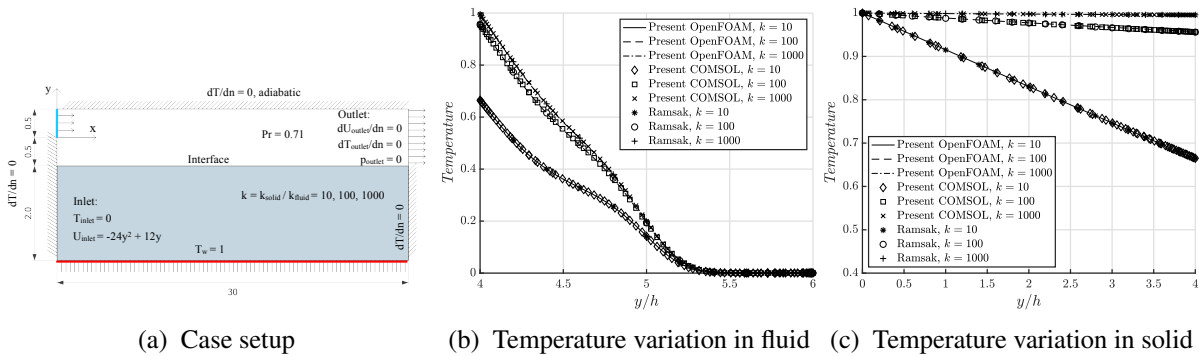 y
dT/dn = 0, adiabatic
0.5
x
Pr = 0.71
Outlet:
dU_outlet/dn = 0
dT_outlet/dn = 0
p_outlet = 0
0.5
Interface
dT/dn = 0
2.0
k = k_solid / k_fluid = 10, 100, 1000
Inlet:
T_inlet = 0
U_inlet = -24y² + 12y
T_w = 1
dT/dn = 0
30
(a) Case setup
1
0.8
0.6
0.4
0.2
0
Temperature
4
4.5
5
5.5
6
y/h
Present OpenFOAM, k = 10
Present OpenFOAM, k = 100
Present OpenFOAM, k = 1000
Present COMSOL, k = 10
Present COMSOL, k = 100
Present COMSOL, k = 1000
Ramsak, k = 10
Ramsak, k = 100
Ramsak, k = 1000
(b) Temperature variation in fluid
1
0.9
0.8
0.7
0.6
0.5
0.4
Temperature
0
0.5
1
1.5
2
2.5
3
3.5
4
y/h
Present OpenFOAM, k = 10
Present OpenFOAM, k = 100
Present OpenFOAM, k = 1000
Present COMSOL, k = 10
Present COMSOL, k = 100
Present COMSOL, k = 1000
Ramsak, k = 10
Ramsak, k = 100
Ramsak, k = 1000
(c) Temperature variation in solid